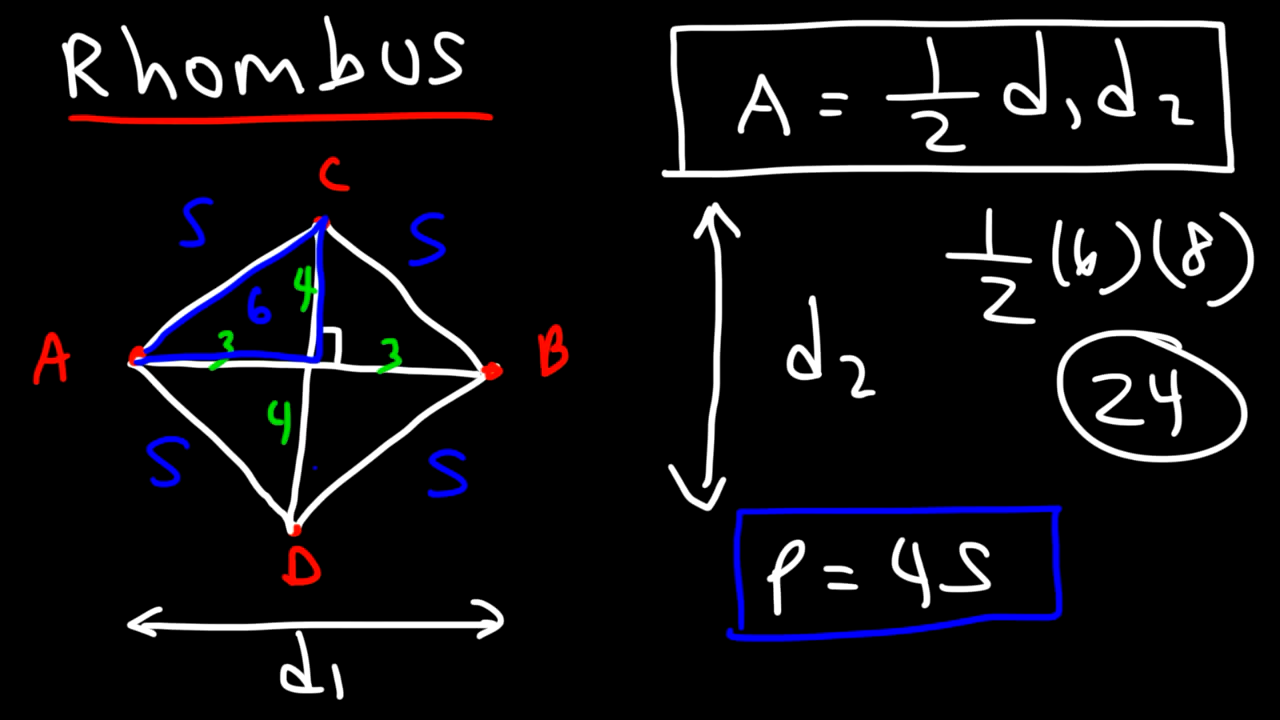 Rhombus
A = 1/2 d₁d₂
C
S S
6 4
1/2 (6)(8)
A 3 3 B
d₂
24
4
S S
D
P = 4S
d₁